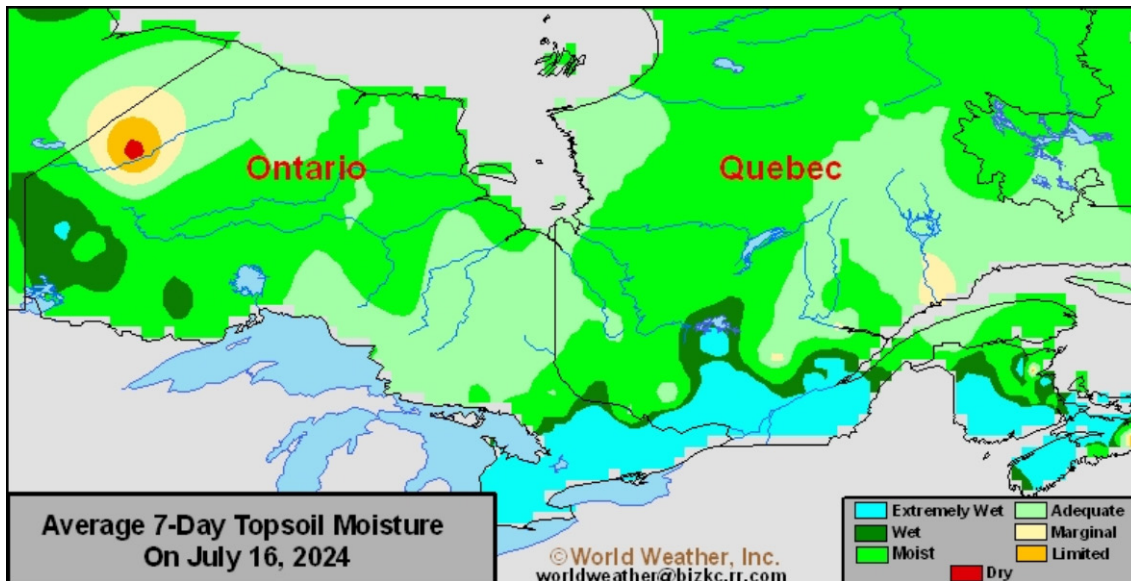 Ontario
Quebec
Average 7-Day Topsoil Moisture
On July 16, 2024
© World Weather, Inc.
worldweather@bizkc.rr.com
Extremely Wet
Adequate
Wet
Marginal
Moist
Limited
Dry